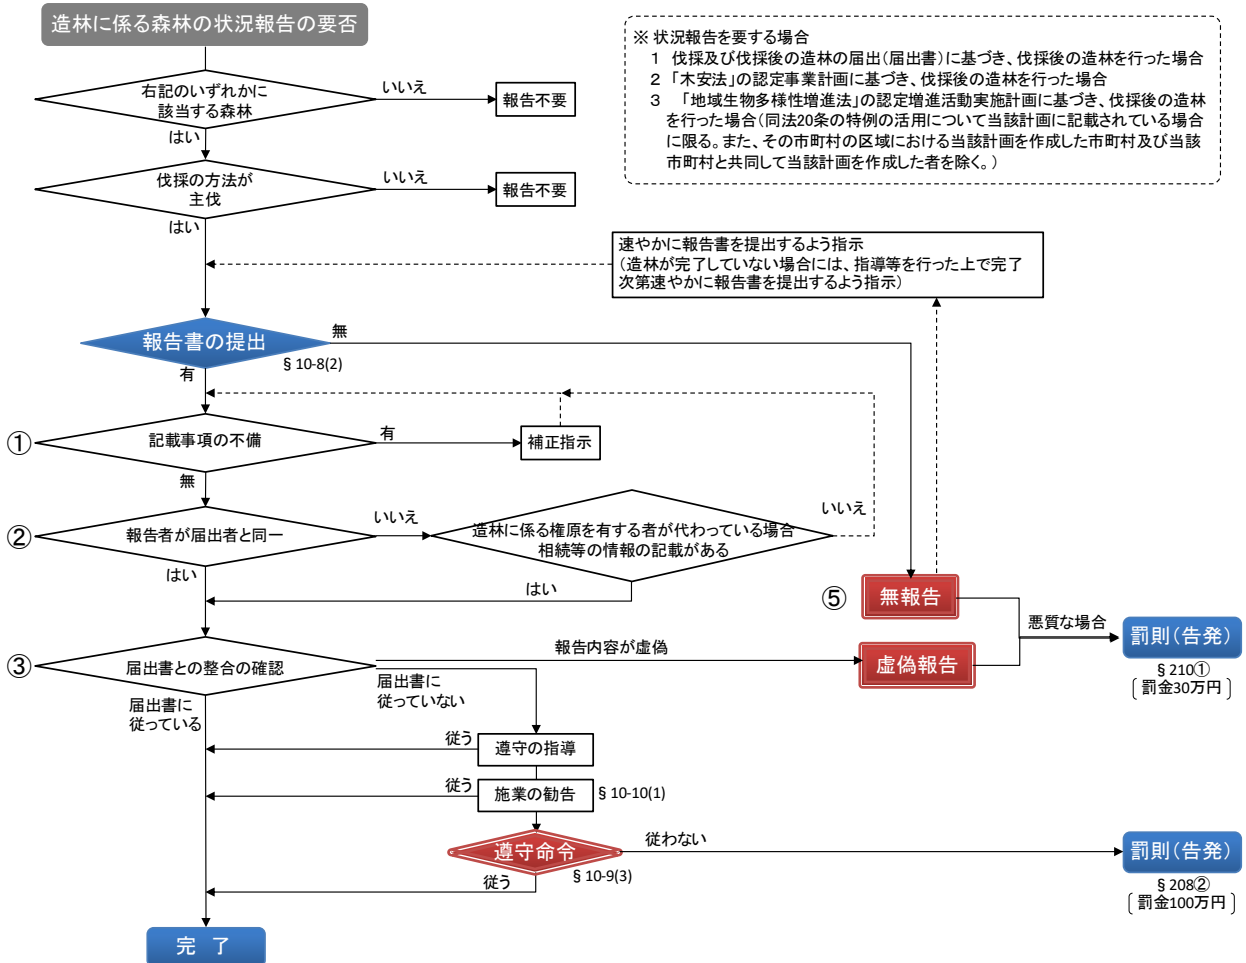 造林に係る森林の状況報告の要否
※ 状況報告を要する場合
1 伐採及び伐採後の造林の届出(届出書)に基づき、伐採後の造林を行った場合
2 「木安法」の認定事業計画に基づき、伐採後の造林を行った場合
3 「地域生物多様性増進法」の認定増進活動実施計画に基づき、伐採後の造林
を行った場合(同法20条の特例の活用について当該計画に記載されている場合
に限る。また、その市町村の区域における当該計画を作成した市町村及び当該
市町村と共同して当該計画を作成した者を除く。)
右記のいずれかに
該当する森林
いいえ
報告不要
はい
伐採の方法が
主伐
いいえ
報告不要
はい
速やかに報告書を提出するよう指示
(造林が完了していない場合には、指導等を行った上で完了
次第速やかに報告書を提出するよう指示)
報告書の提出
無
§10-8(2)
有
①
記載事項の不備
有
補正指示
無
②
報告者が届出者と同一
いいえ
造林に係る権原を有する者が代わっている場合
相続等の情報の記載がある
いいえ
はい
はい
⑤
無報告
悪質な場合
罰則(告発)
§210①
[罰金30万円]
③
届出書との整合の確認
報告内容が虚偽
虚偽報告
届出書に
従っていない
届出書に
従っている
従う
遵守の指導
従う
施業の勧告
§10-10(1)
遵守命令
従わない
§10-9(3)
従う
罰則(告発)
§208②
[罰金100万円]
完 了